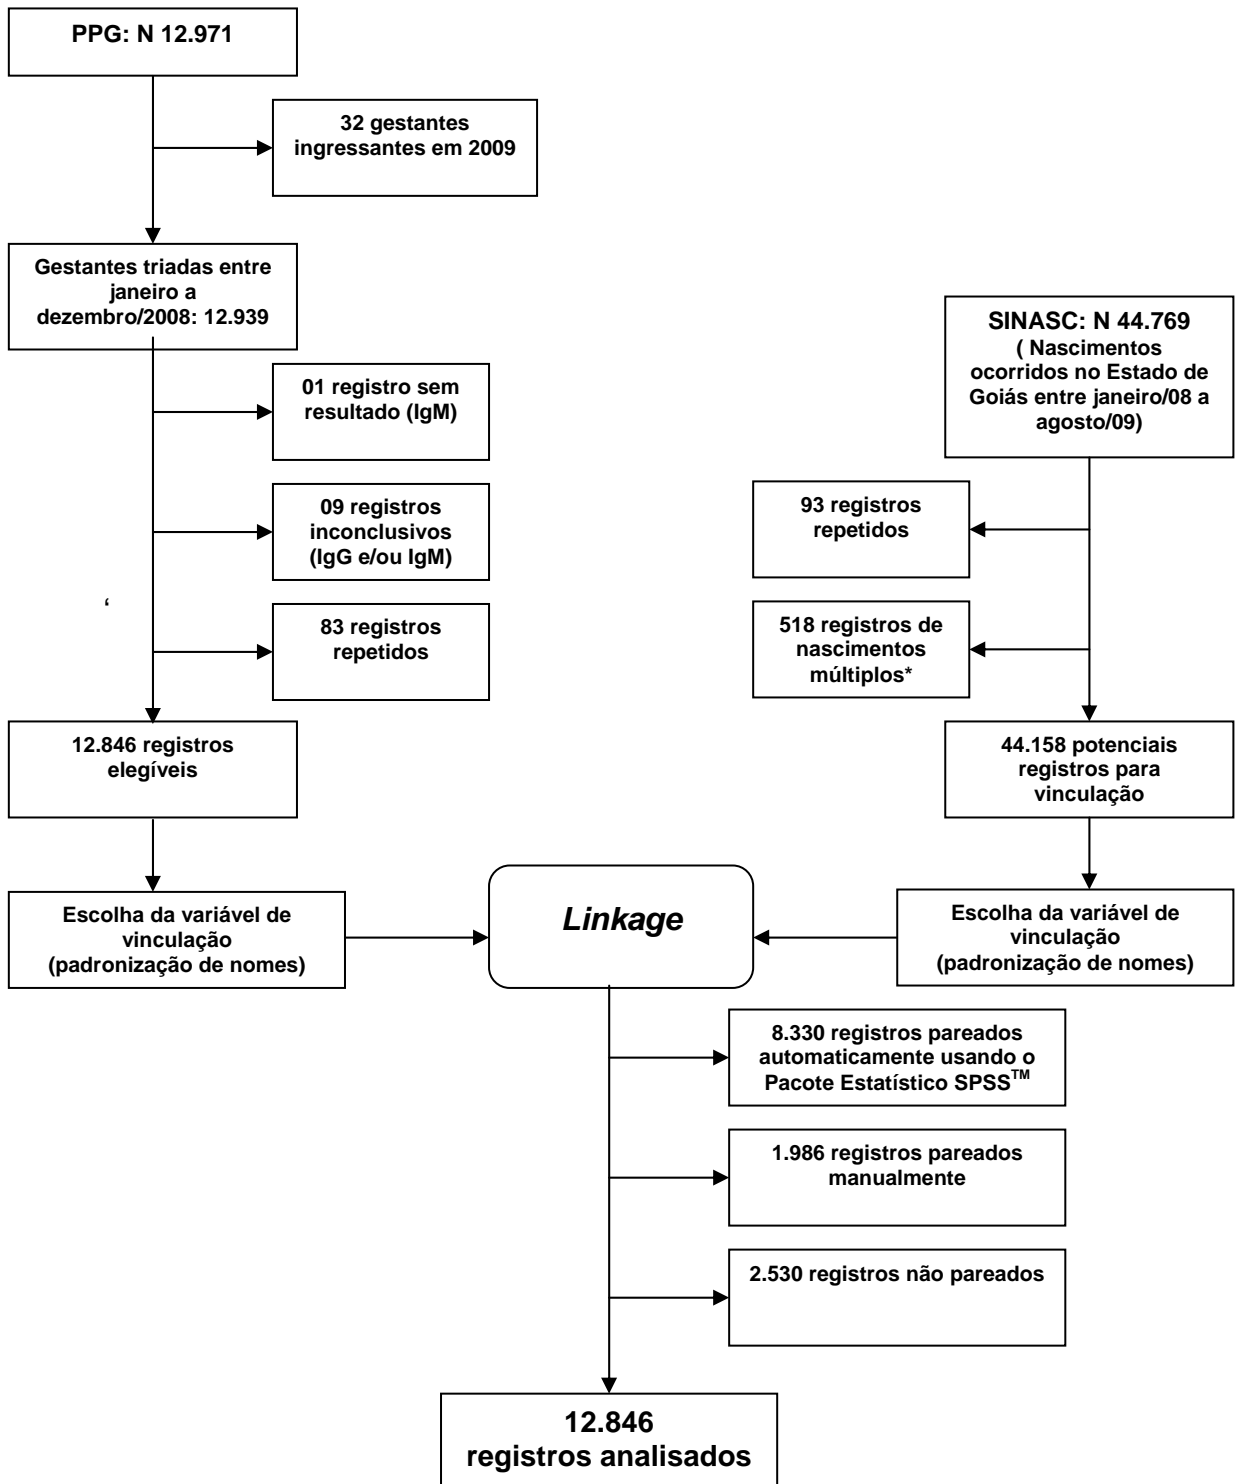 PPG: N 12.971
32 gestantes
ingressantes em 2009
Gestantes triadas entre
janeiro a
dezembro/2008: 12.939
01 registro sem
resultado (IgM)
09 registros
inconclusivos
(IgG e/ou IgM)
‘
83 registros
repetidos
12.846 registros
elegíveis
Escolha da variável de
vinculação
(padronização de nomes)
SINASC: N 44.769
( Nascimentos
ocorridos no Estado de
Goiás entre janeiro/08 a
agosto/09)
93 registros
repetidos
518 registros de
nascimentos
múltiplos*
44.158 potenciais
registros para
vinculação
Escolha da variável de
vinculação
(padronização de nomes)
Linkage
8.330 registros pareados
automaticamente usando o
Pacote Estatístico SPSS™
1.986 registros pareados
manualmente
2.530 registros não pareados
12.846
registros analisados